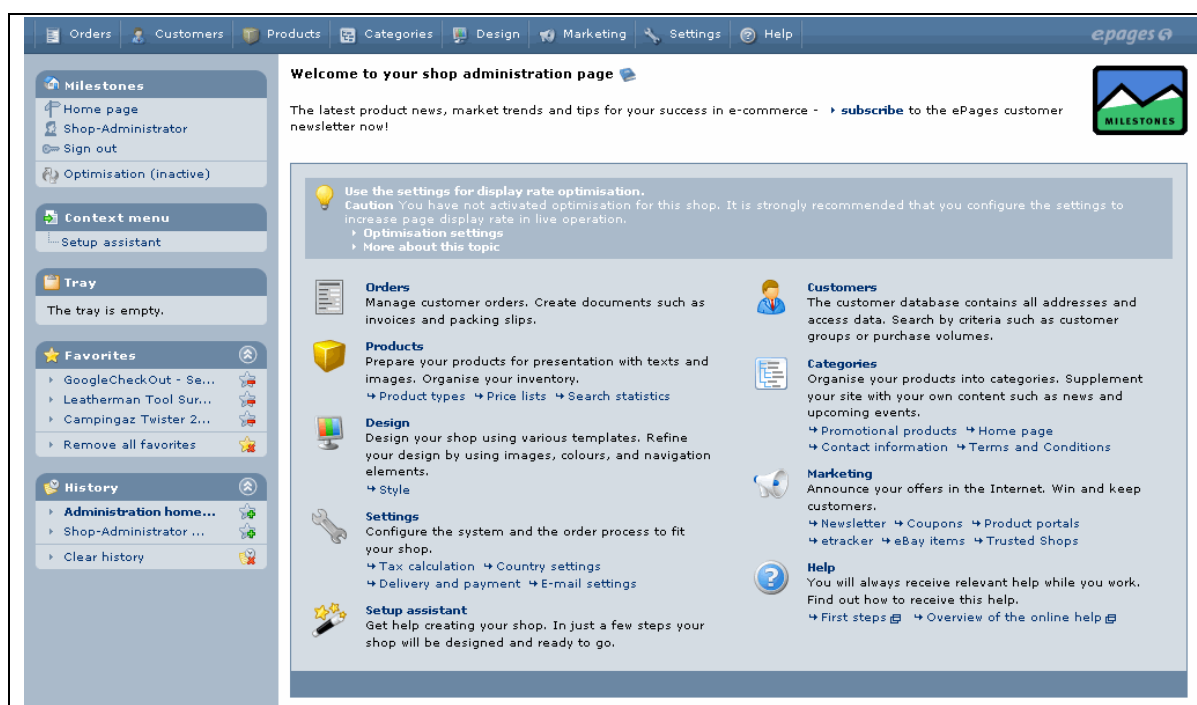 Orders Customers Products Categories Design Marketing Settings Help epages
Milestones
Home page
Shop-Administrator
Sign out
Optimisation (inactive)
Context menu
Setup assistant
Tray
The tray is empty.
Favorites
GoogleCheckOut - Se...
Leatherman Tool Sur...
Campingaz Twister 2...
Remove all favorites
History
Administration home...
Shop-Administrator ...
Clear history
Welcome to your shop administration page
The latest product news, market trends and tips for your success in e-commerce - subscribe to the ePages customer
newsletter now!
MILESTONES
Use the settings for display rate optimisation.
Caution You have not activated optimisation for this shop. It is strongly recommended that you configure the settings to
increase page display rate in live operation.
Optimisation settings
More about this topic
Orders
Manage customer orders. Create documents such as
invoices and packing slips.
Products
Prepare your products for presentation with texts and
images. Organise your inventory.
Product types Price lists Search statistics
Design
Design your shop using various templates. Refine
your design by using images, colours, and navigation
elements.
Style
Settings
Configure the system and the order process to fit
your shop.
Tax calculation Country settings
Delivery and payment E-mail settings
Setup assistant
Get help creating your shop. In just a few steps your
shop will be designed and ready to go.
Customers
The customer database contains all addresses and
access data. Search by criteria such as customer
groups or purchase volumes.
Categories
Organise your products into categories. Supplement
your site with your own content such as news and
upcoming events.
Promotional products Home page
Contact information Terms and Conditions
Marketing
Announce your offers in the Internet. Win and keep
customers.
Newsletter Coupons Product portals
etracker eBay items Trusted Shops
Help
You will always receive relevant help while you work.
Find out how to receive this help.
First steps Overview of the online help